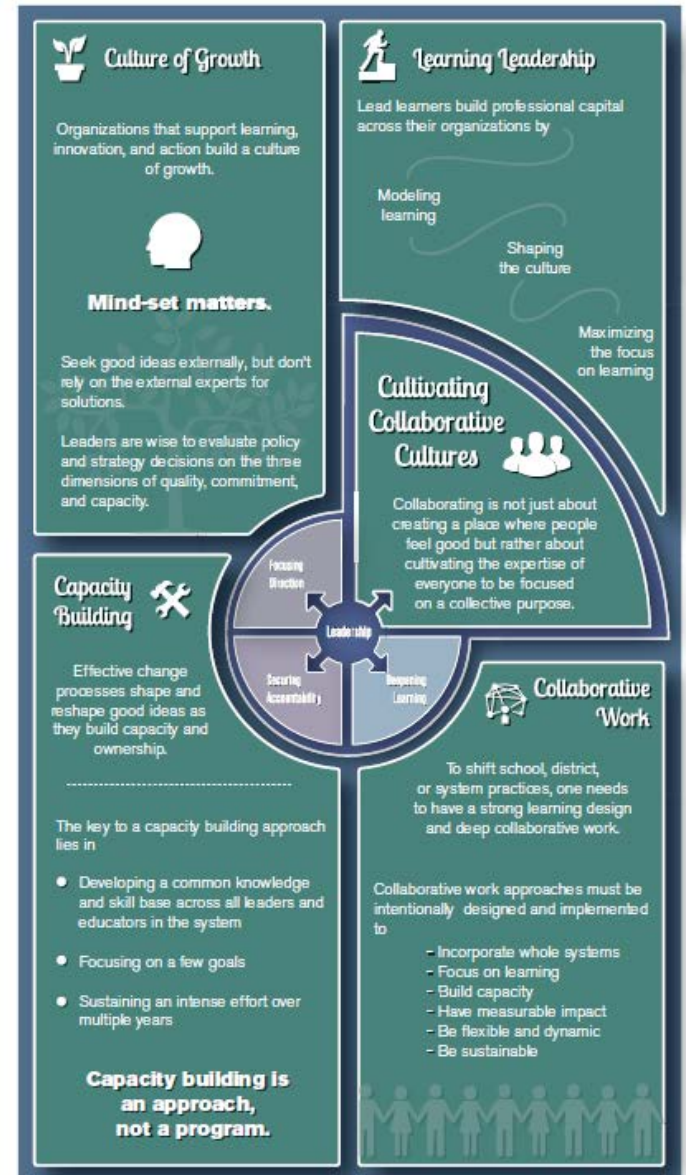 Culture of Growth
Organizations that support learning,
innovation, and action build a culture
of growth.
Mind-set matters.
Seek good ideas externally, but don't
rely on the external experts for
solutions.
Leaders are wise to evaluate policy
and strategy decisions on the three
dimensions of quality, commitment,
and capacity.
Learning Leadership
Lead learners build professional capital
across their organizations by
Modeling
learning
Shaping
the culture
Maximizing
the focus
on learning
Cultivating
Collaborative
Cultures
Collaborating is not just about
creating a place where people
feel good but rather about
cultivating the expertise of
everyone to be focused
on a collective purpose.
Focusing
Direction
Leadership
Securing
Accountability
Deepening
Learning
Capacity
Building
Effective change
processes shape and
reshape good ideas as
they build capacity and
ownership.
The key to a capacity building approach
lies in
• Developing a common knowledge
and skill base across all leaders and
educators in the system
• Focusing on a few goals
• Sustaining an intense effort over
multiple years
Capacity building is
an approach,
not a program.
Collaborative
Work
To shift school, district,
or system practices, one needs
to have a strong learning design
and deep collaborative work.
Collaborative work approaches must be
intentionally designed and implemented
to
- Incorporate whole systems
- Focus on learning
- Build capacity
- Have measurable impact
- Be flexible and dynamic
- Be sustainable